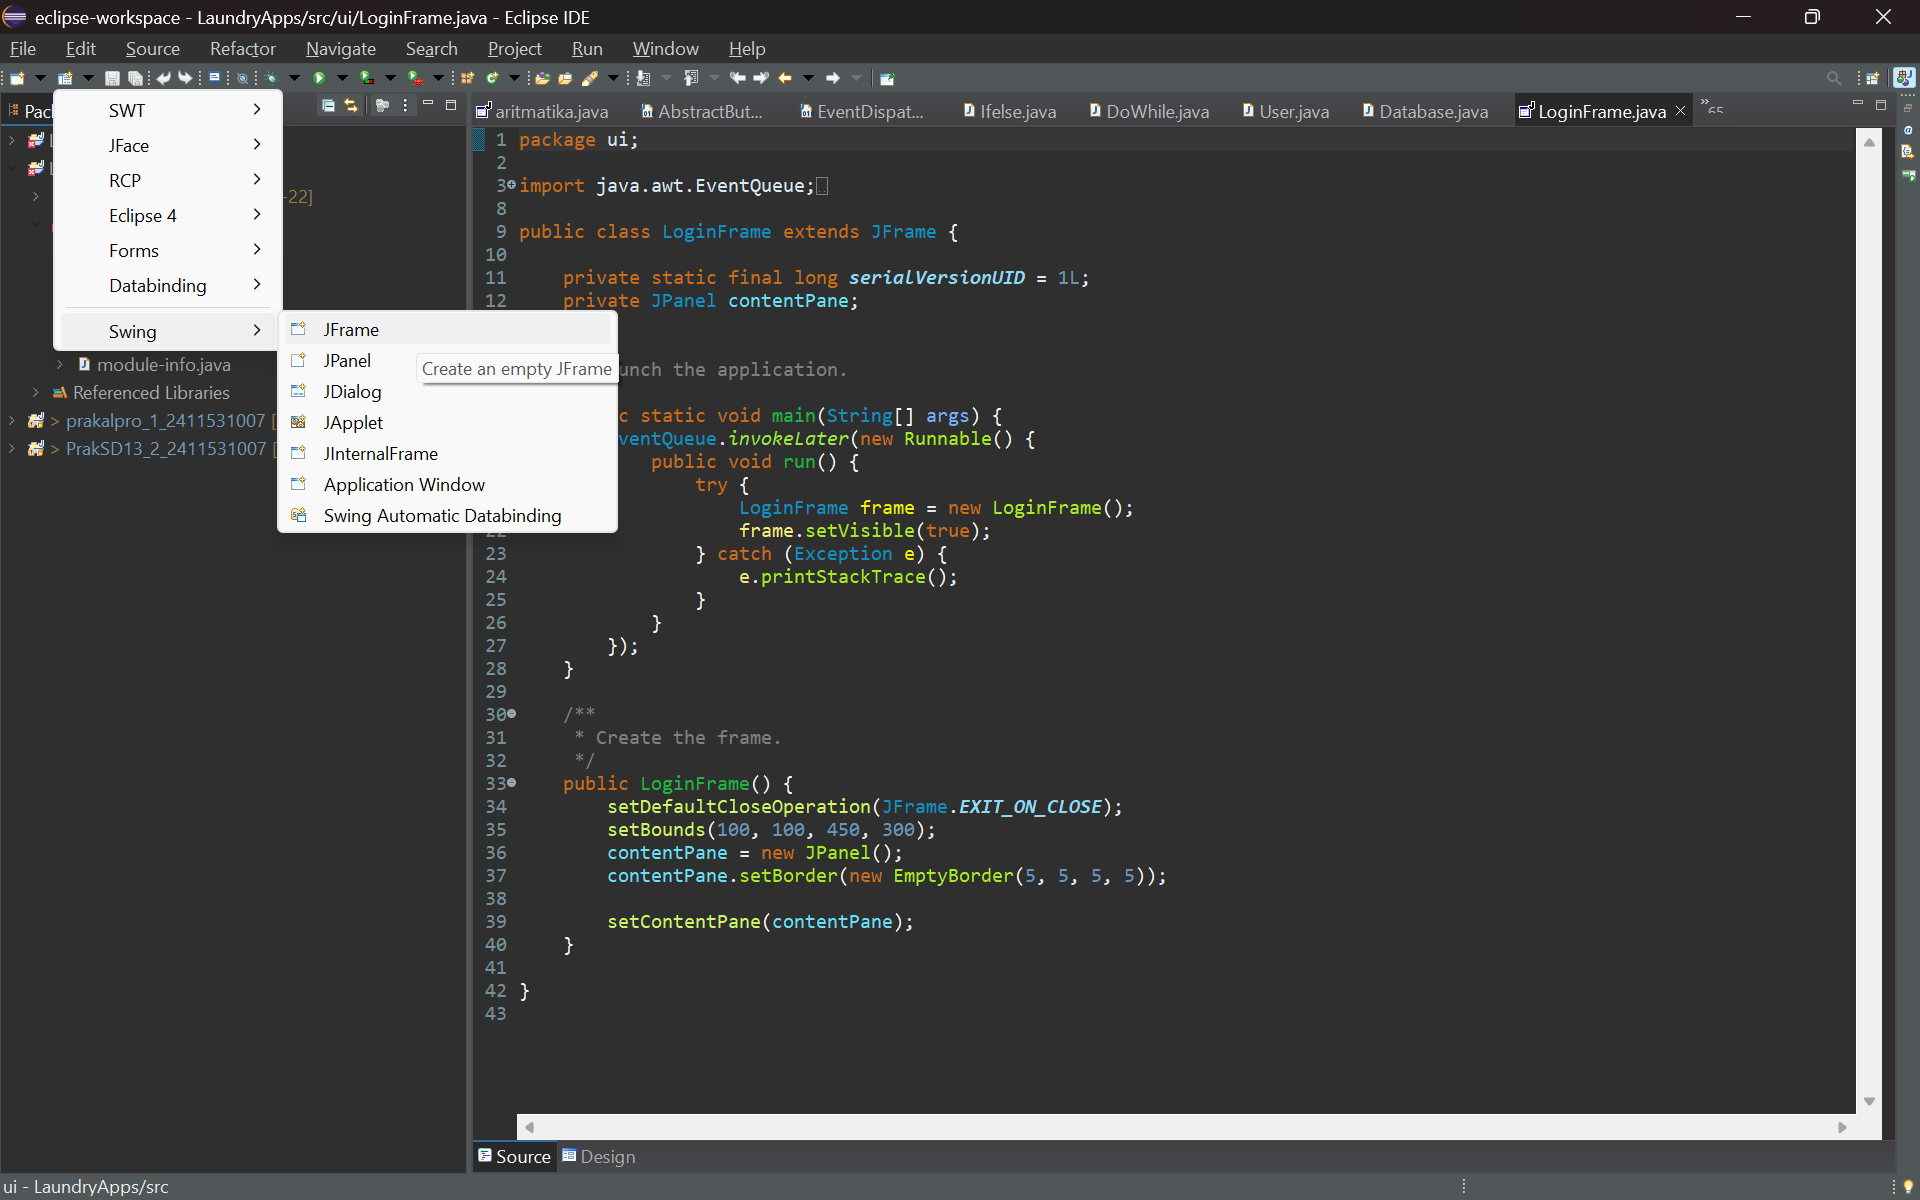 eclipse-workspace - LaundryApps/src/ui/LoginFrame.java - Eclipse IDE
File Edit Source Refactor Navigate Search Project Run Window Help
aritmatika.java AbstractBut... EventDispat... Ifelse.java DoWhile.java User.java Database.java LoginFrame.java
SWT
JFace
RCP
Eclipse 4
Forms
Databinding
Swing
JFrame
JPanel
Create an empty JFrame
JDialog
JApplet
JInternalFrame
Application Window
Swing Automatic Databinding
-22]
module-info.java
Referenced Libraries
> prakalpro_1_2411531007 [
> PrakSD13_2_2411531007 [
1 package ui;
2
3 import java.awt.EventQueue;
8
9 public class LoginFrame extends JFrame {
10
11 private static final long serialVersionUID = 1L;
12 private JPanel contentPane;
unch the application.
c static void main(String[] args) {
ventQueue.invokeLater(new Runnable() {
public void run() {
try {
LoginFrame frame = new LoginFrame();
frame.setVisible(true);
23 } catch (Exception e) {
24 e.printStackTrace();
25 }
26 }
27 });
28 }
29
30 /**
31 * Create the frame.
32 */
33 public LoginFrame() {
34 setDefaultCloseOperation(JFrame.EXIT_ON_CLOSE);
35 setBounds(100, 100, 450, 300);
36 contentPane = new JPanel();
37 contentPane.setBorder(new EmptyBorder(5, 5, 5, 5));
38
39 setContentPane(contentPane);
40 }
41
42 }
43
Source Design
ui - LaundryApps/src